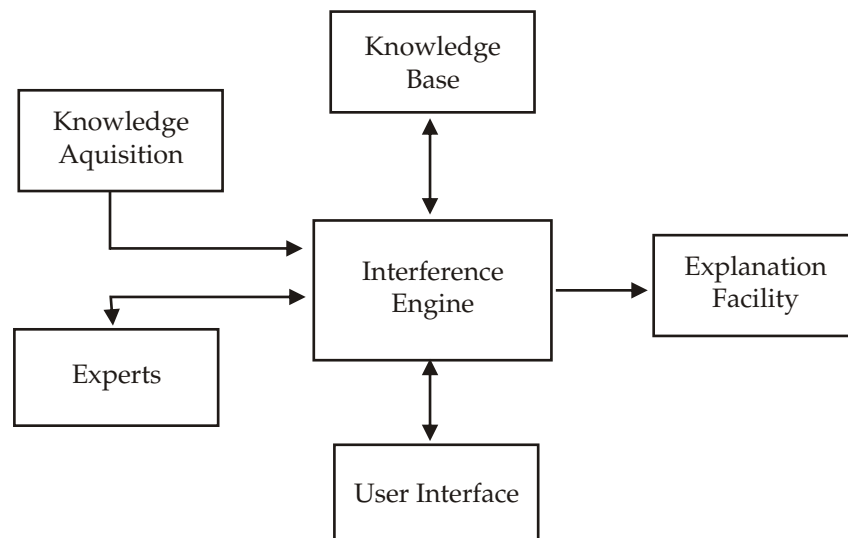 Knowledge
Base
Knowledge
Aquisition
Interference
Engine
Explanation
Facility
Experts
User Interface